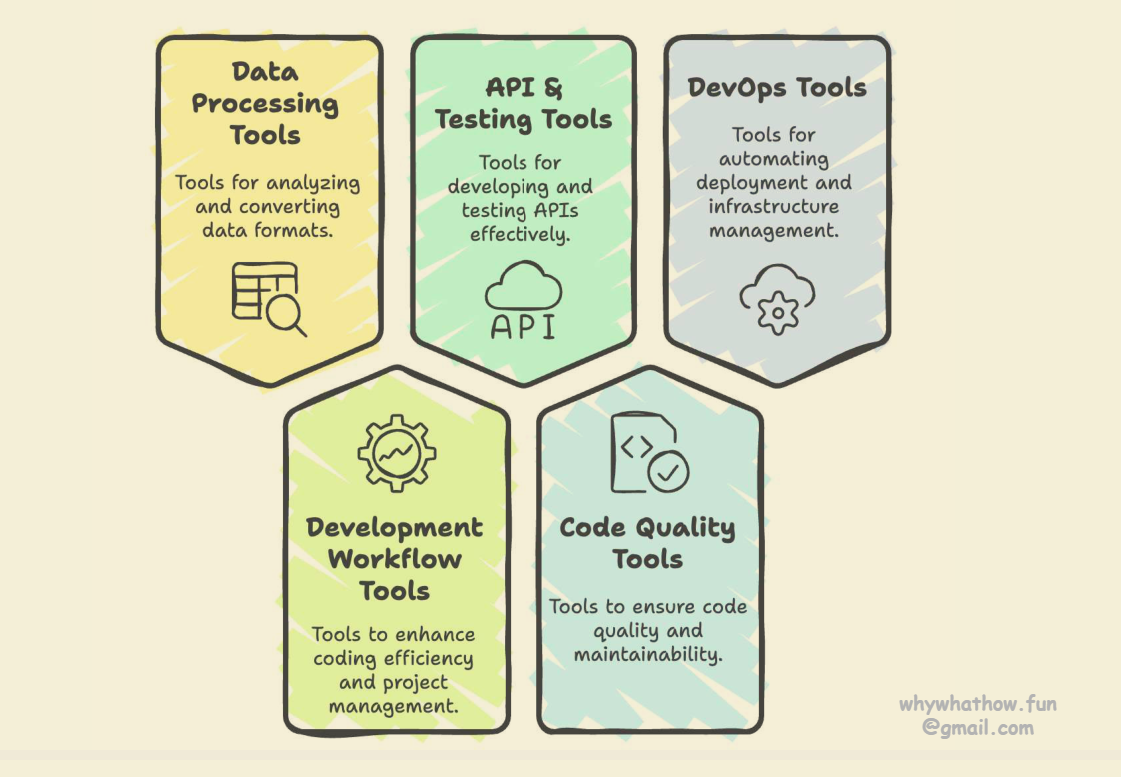 Data
Processing
Tools
Tools for analyzing
and converting
data formats.
API &
Testing Tools
Tools for
developing and
testing APIs
effectively.
API
DevOps Tools
Tools for
automating
deployment and
infrastructure
management.
Development
Workflow
Tools
Tools to enhance
coding efficiency
and project
management.
Code Quality
Tools
Tools to ensure code
quality and
maintainability.
whywhathow.fun
@gmail.com